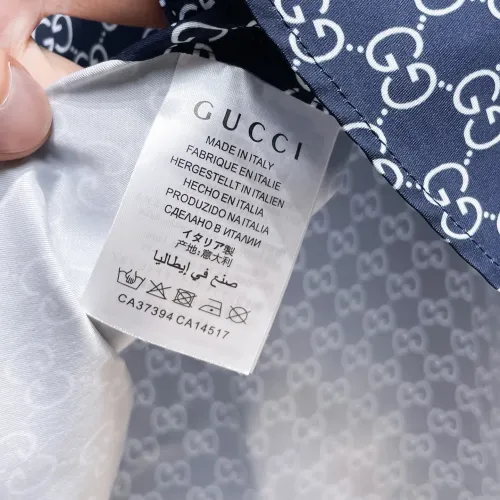 GUCCI
MADE IN ITALY
FABRIQUE EN ITALIE
HERGESTELLT IN ITALIEN
HECHO EN ITALIA
PRODUZIDO NA ITALIA
СДЕЛАНО В ИТАЛИИ
イタリア製
产地:意大利
صنع في إيطاليا
CA37394 CA14517